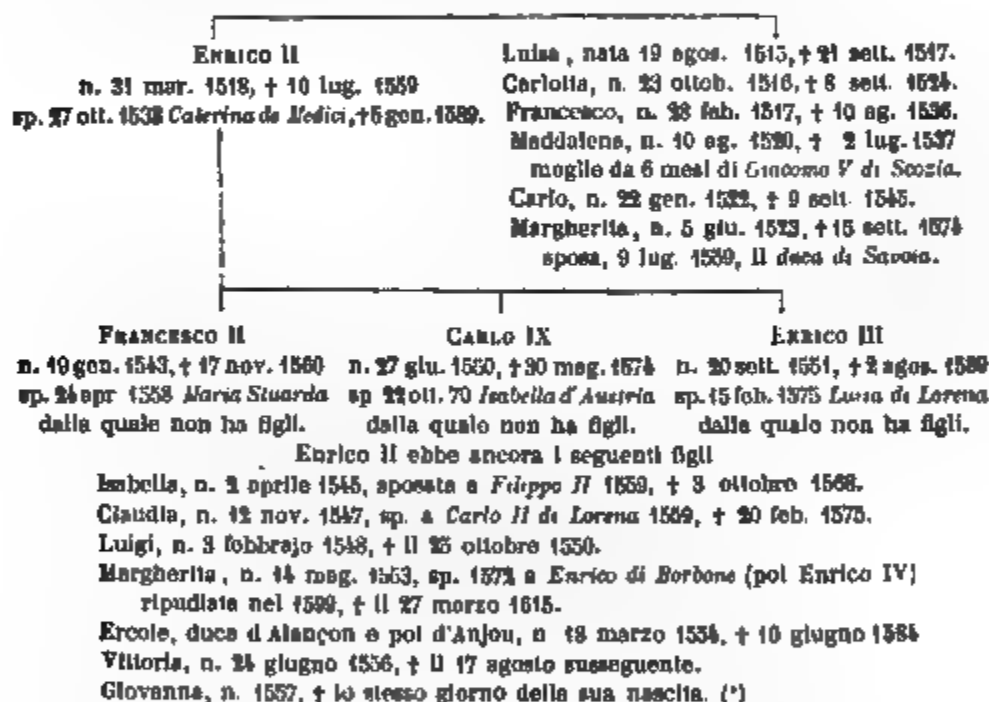 ENRICO II
n. 31 mar. 1518, † 10 lug. 1559
sp. 27 ott. 1533 Caterina de Medici, † 5 gen. 1589.
Luisa, nata 19 agos. 1515, † 21 sett. 1517.
Carlotta, n. 23 ottob. 1516, † 8 sett. 1524.
Francesco, n. 28 feb. 1517, † 10 ag. 1536.
Maddalena, n. 10 ag. 1520, † 2 lug. 1537
moglie da 6 mesi di Giacomo V di Scozia.
Carlo, n. 22 gen. 1522, † 9 sett. 1545.
Margherita, n. 5 giu. 1523, † 15 sett. 1574
sposa, 9 lug. 1559, il duca di Savoia.
FRANCESCO II
n. 19 gen. 1543, † 17 nov. 1560
sp. 24 apr 1558 Maria Stuarda
dalla quale non ha figli.
CARLO IX
n. 27 giu. 1550, † 30 mag. 1574
sp 22 ott. 70 Isabella d'Austria
dalla quale non ha figli.
ENRICO III
n. 20 sett. 1551, † 2 agos. 1589
sp. 15 feb. 1575 Luisa di Lorena
dalla quale non ha figli.
Enrico II ebbe ancora i seguenti figli
Isabella, n. 2 aprile 1545, sposata a Filippo II 1559, † 3 ottobre 1568.
Claudia, n. 12 nov. 1547, sp. a Carlo II di Lorena 1559, † 20 feb. 1575.
Luigi, n. 3 febbrajo 1548, † il 25 ottobre 1550.
Margherita, n. 14 mag. 1553, sp. 1572 a Enrico di Borbone (poi Enrico IV)
ripudiata nel 1599, † il 27 marzo 1615.
Ercole, duca d'Alançon e poi d'Anjou, n 18 marzo 1554, † 10 giugno 1584
Vittoria, n. 24 giugno 1556, † il 17 agosto susseguente.
Giovanna, n. 1557, † lo stesso giorno della sua nascita. (*)